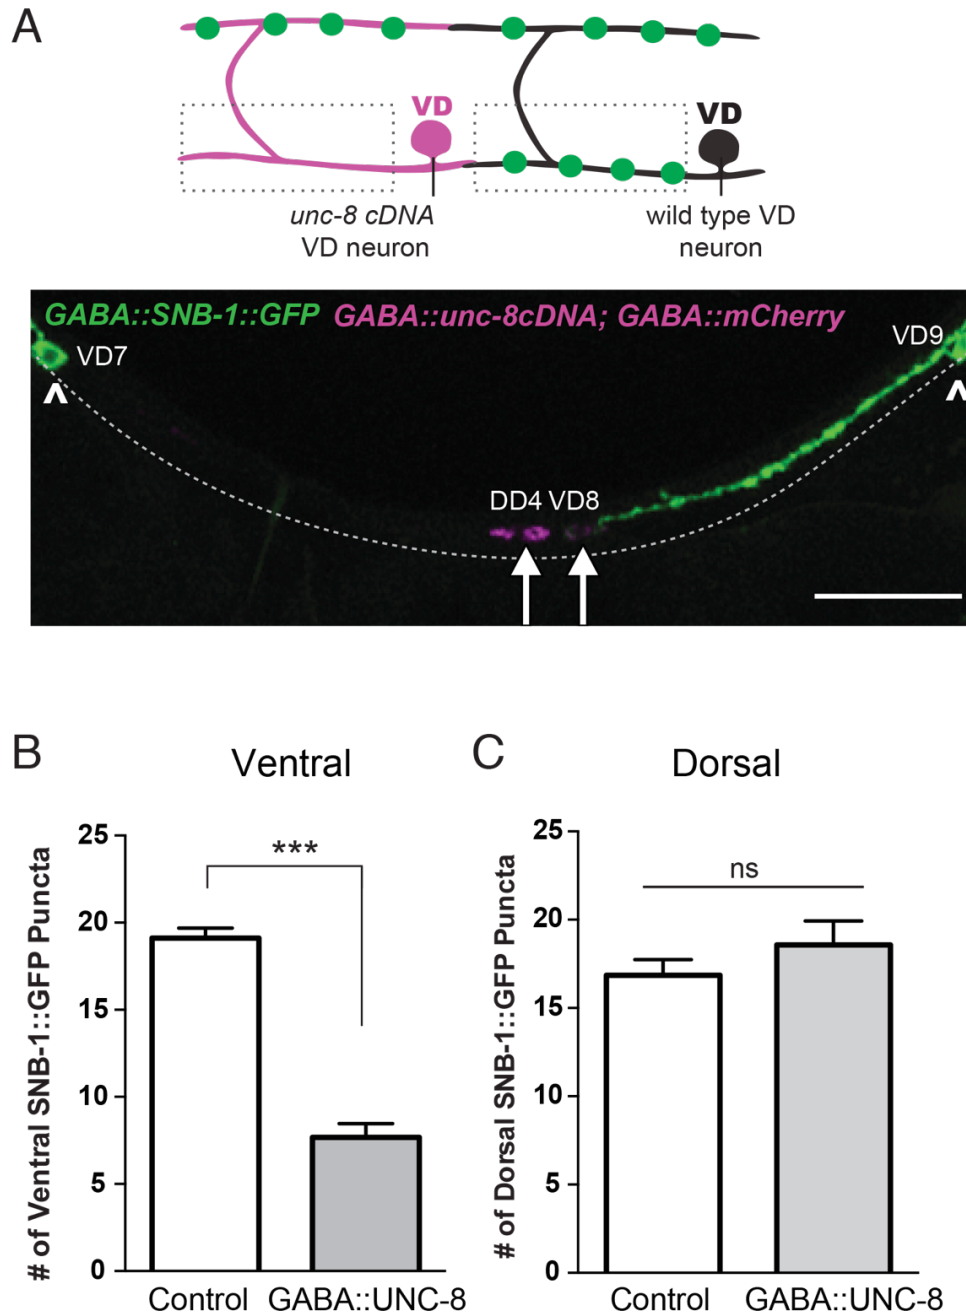 A
VD
VD
unc-8 cDNA
VD neuron
wild type VD
neuron
GABA::SNB-1::GFP GABA::unc-8cDNA; GABA::mCherry
VD7
VD9
^
^
DD4 VD8
B
Ventral
# of Ventral SNB-1::GFP Puncta
25
20
15
10
5
0
***
Control
GABA::UNC-8
C
Dorsal
# of Dorsal SNB-1::GFP Puncta
25
20
15
10
5
0
ns
Control
GABA::UNC-8